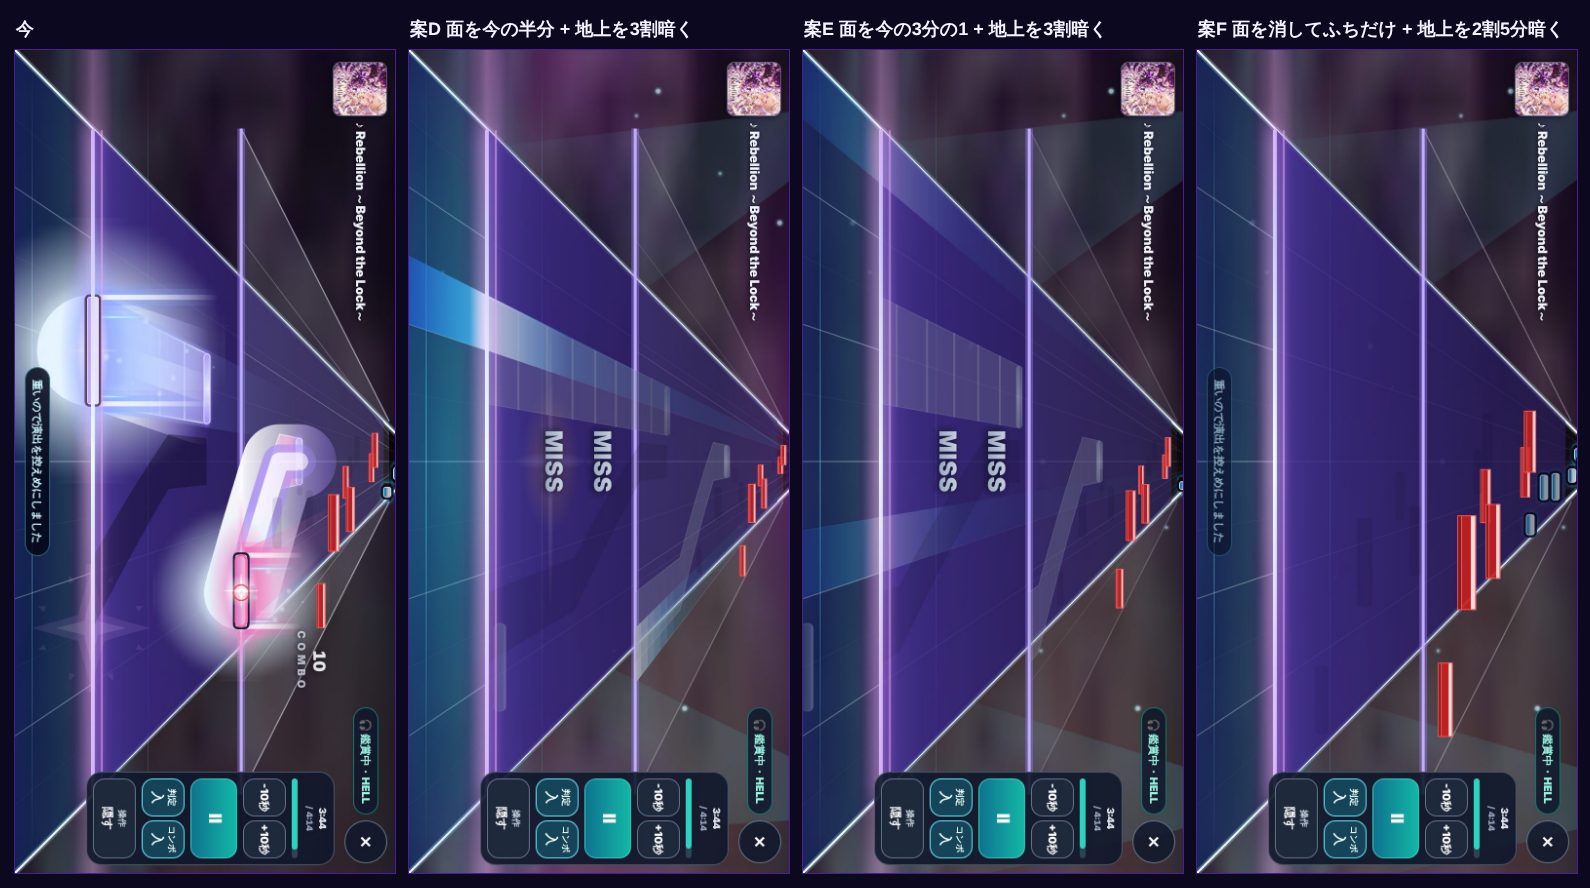 今
案D 面を今の半分 + 地上を3割暗く
案E 面を今の3分の1 + 地上を3割暗く
案F 面を消してふちだけ + 地上を2割5分暗く
♪ Rebellion ~ Beyond the Lock ~
重いので演出を控えめにしました
10
COMBO
🎧 鑑賞中・HELL
3:44
/ 4:14
-10秒
+10秒
⏸
判定
入
コンボ
入
操作
隠す
×
♪ Rebellion ~ Beyond the Lock ~
MISS
MISS
🎧 鑑賞中・HELL
3:44
/ 4:14
-10秒
+10秒
⏸
判定
入
コンボ
入
操作
隠す
×
♪ Rebellion ~ Beyond the Lock ~
MISS
MISS
🎧 鑑賞中・HELL
3:44
/ 4:14
-10秒
+10秒
⏸
判定
入
コンボ
入
操作
隠す
×
♪ Rebellion ~ Beyond the Lock ~
重いので演出を控えめにしました
🎧 鑑賞中・HELL
3:44
/ 4:14
-10秒
+10秒
⏸
判定
入
コンボ
入
操作
隠す
×